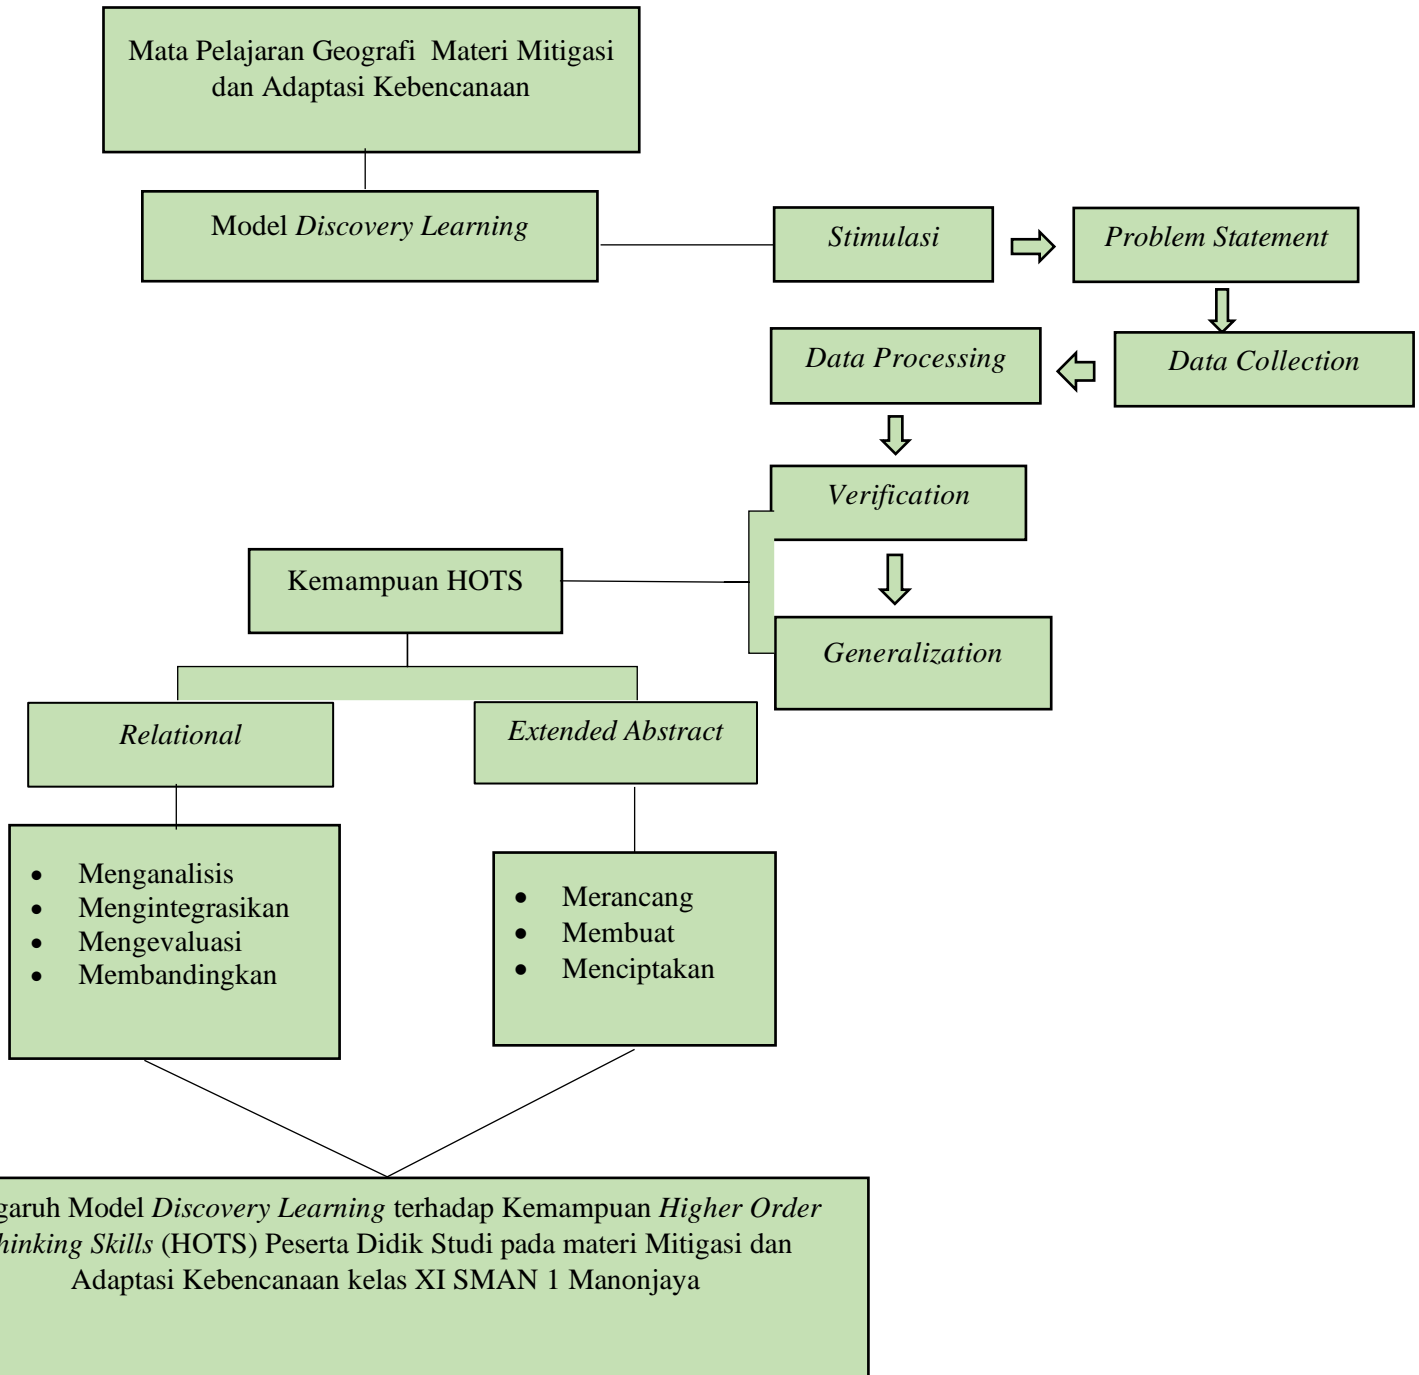 Mata Pelajaran Geografi Materi Mitigasi
dan Adaptasi Kebencanaan
Model Discovery Learning
Stimulasi
Problem Statement
Data Processing
Data Collection
Verification
Kemampuan HOTS
Generalization
Relational
Extended Abstract
• Menganalisis
• Mengintegrasikan
• Mengevaluasi
• Membandingkan
• Merancang
• Membuat
• Menciptakan
garuh Model Discovery Learning terhadap Kemampuan Higher Order
hinking Skills (HOTS) Peserta Didik Studi pada materi Mitigasi dan
Adaptasi Kebencanaan kelas XI SMAN 1 Manonjaya